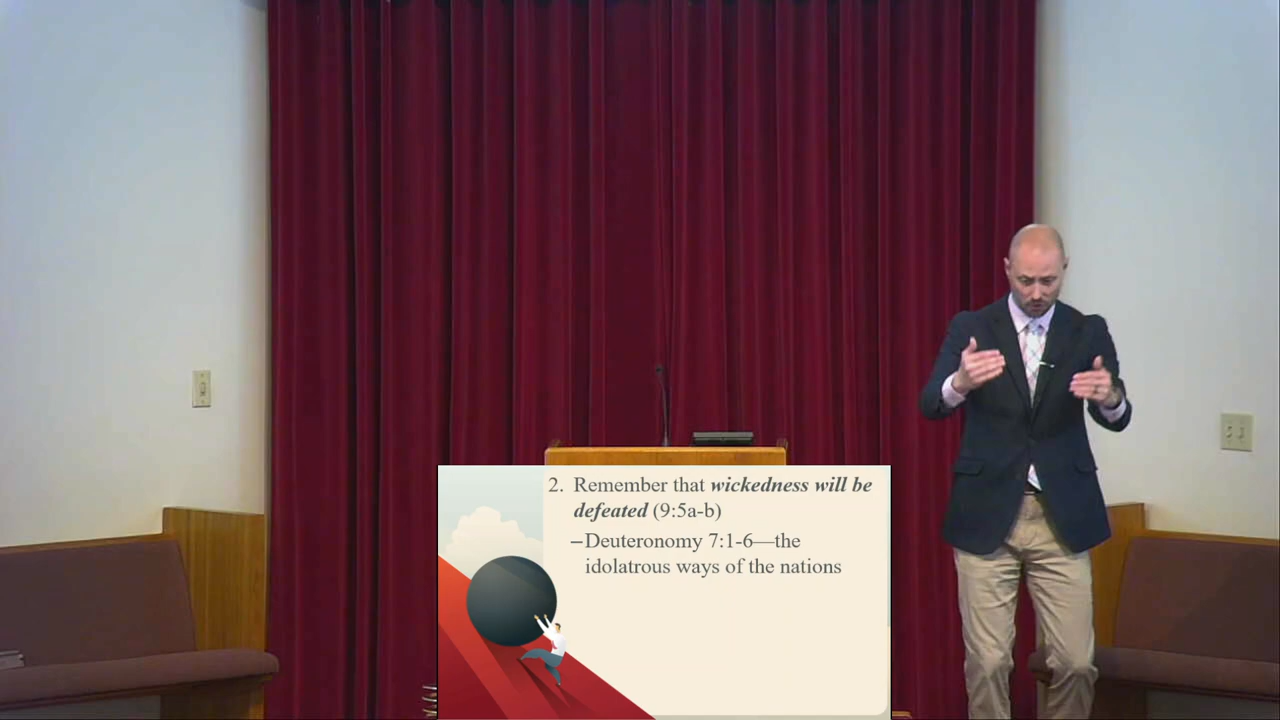 2. Remember that wickedness will be
defeated (9:5a-b)
–Deuteronomy 7:1-6—the
idolatrous ways of the nations